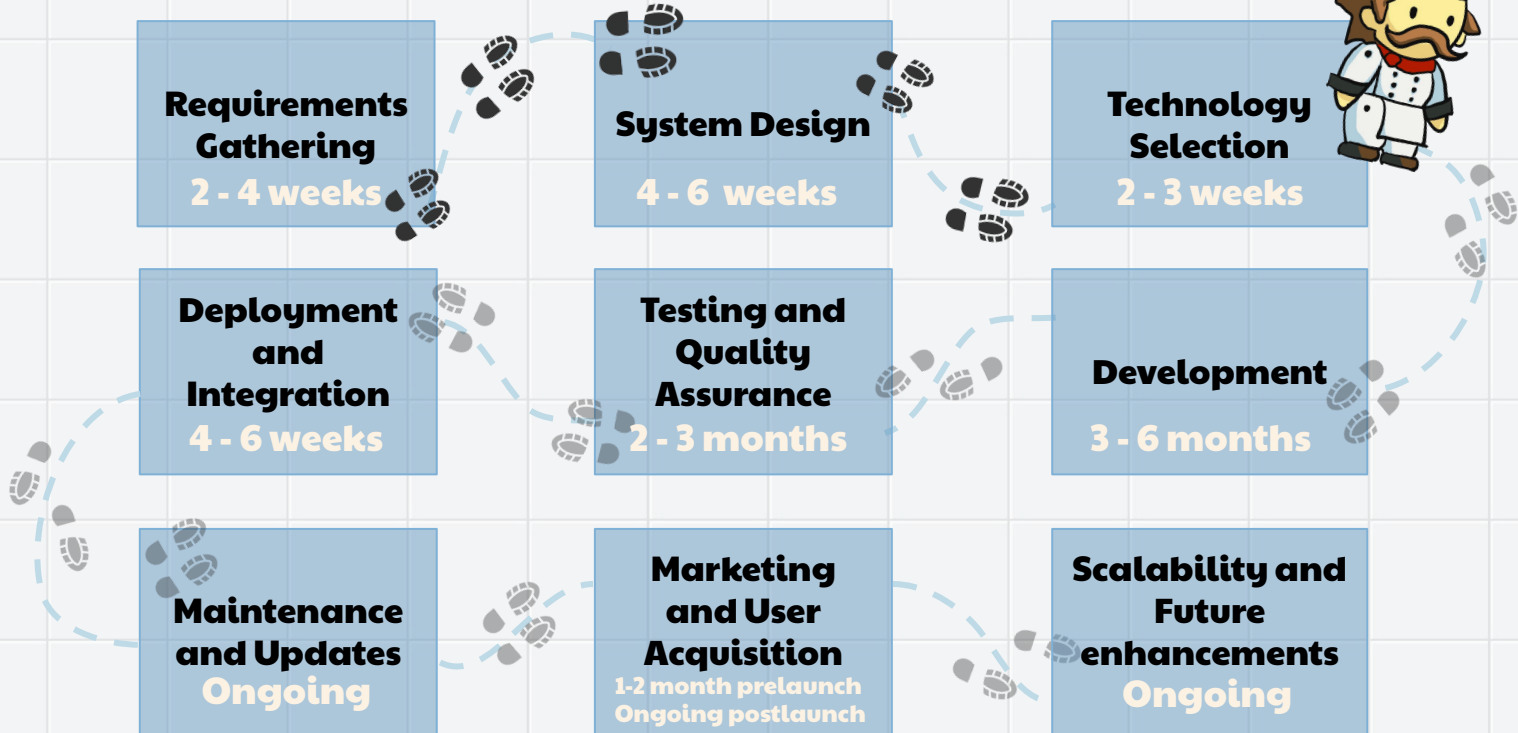 Requirements
Gathering
2 - 4 weeks
System Design
4 - 6 weeks
Technology
Selection
2 - 3 weeks
Deployment
and
Integration
4 - 6 weeks
Testing and
Quality
Assurance
2 - 3 months
Development
3 - 6 months
Maintenance
and Updates
Ongoing
Marketing
and User
Acquisition
1-2 month prelaunch
Ongoing postlaunch
Scalability and
Future
enhancements
Ongoing